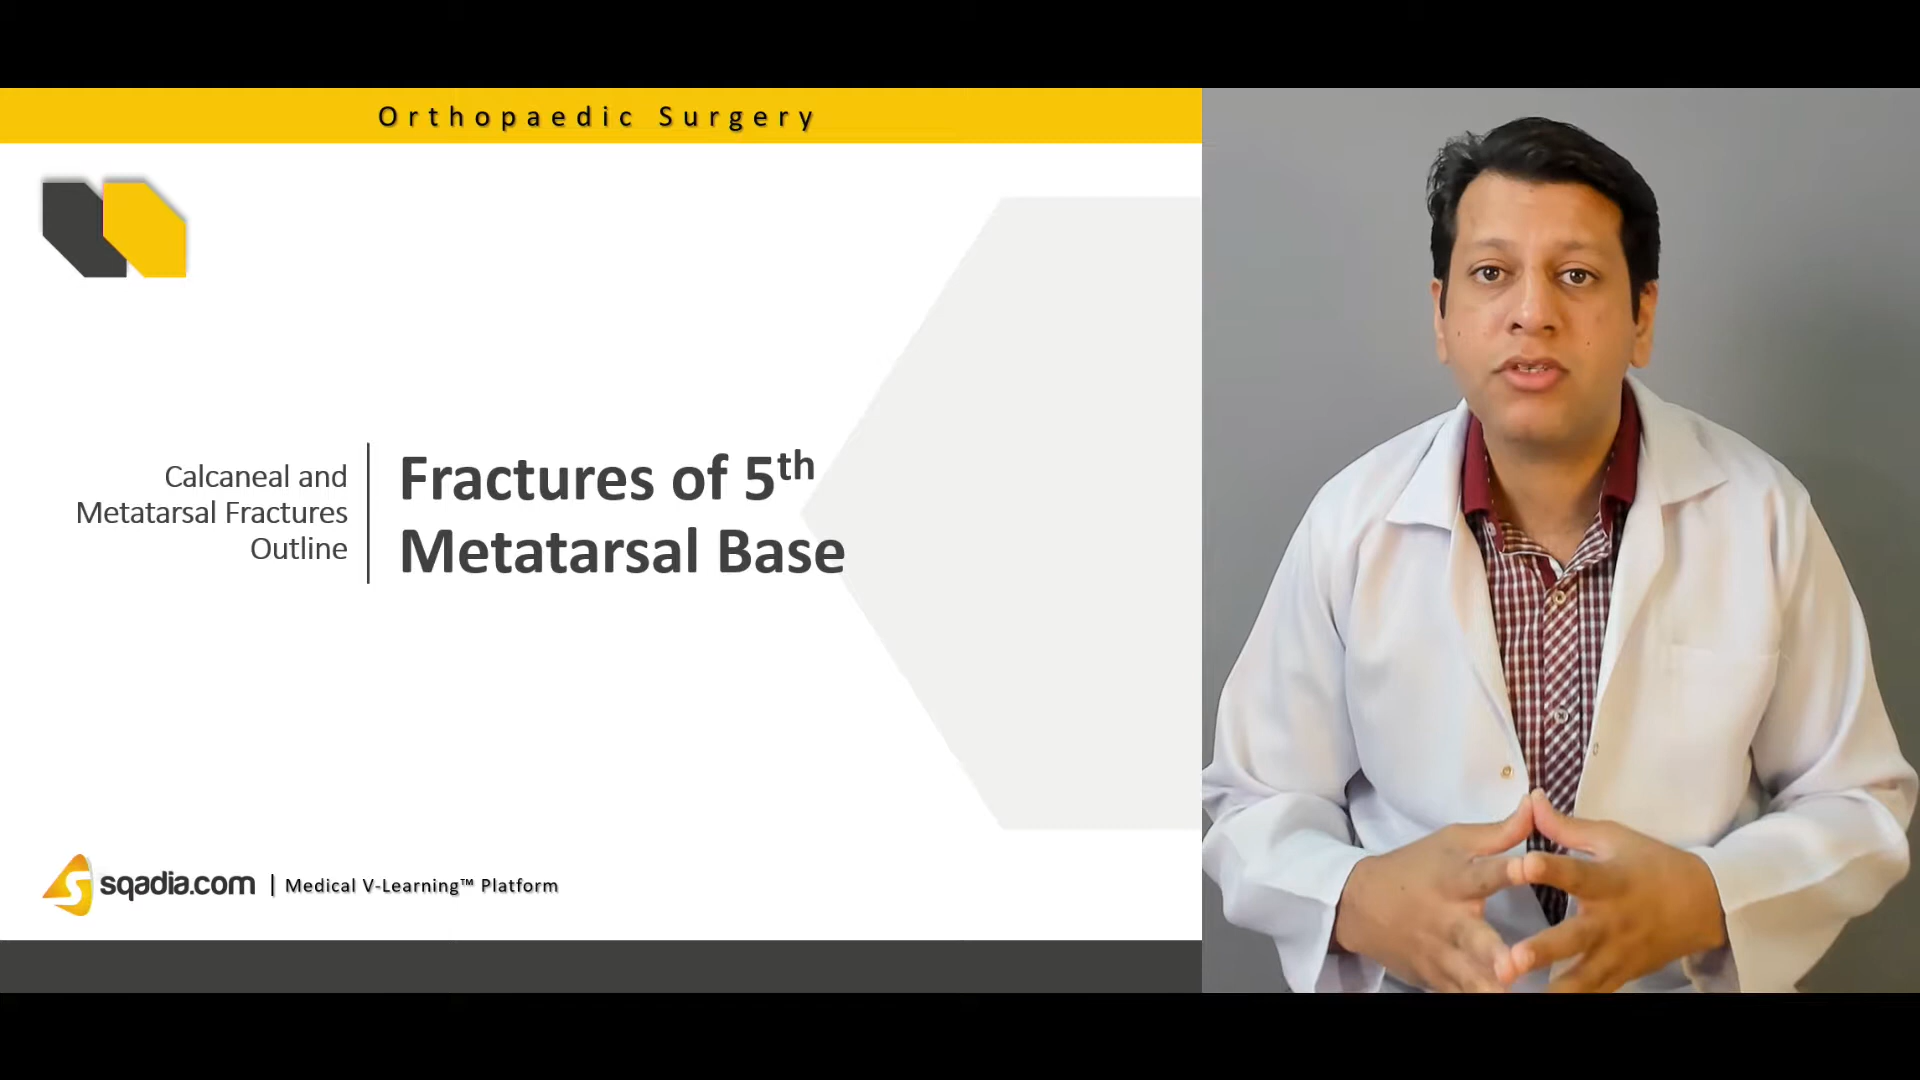 Orthopaedic Surgery
Calcaneal and
Metatarsal Fractures
Outline
Fractures of 5th
Metatarsal Base
sqadia.com | Medical V-Learning™ Platform